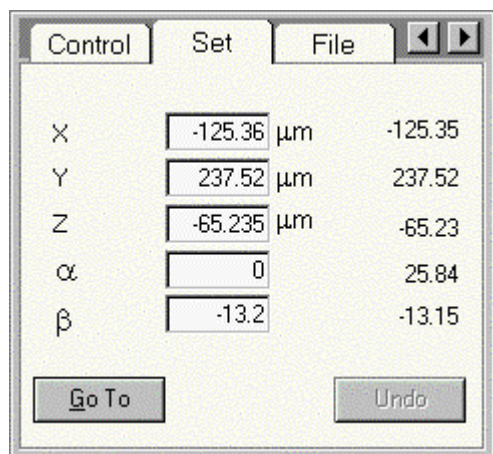 Control Set File
X -125.36 µm -125.35
Y 237.52 µm 237.52
Z -65.235 µm -65.23
α 0 25.84
β -13.2 -13.15
Go To Undo